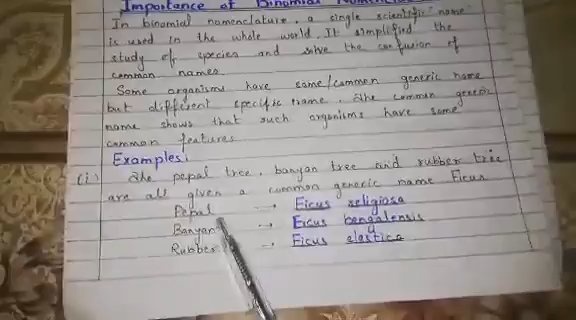 Importance of Binomial Nomenclature
In binomial nomenclature, a single scientific name
is used in the whole world. It simplified the
study of species and solve the confusion of
common names.
Some organisms have same/common generic name
but different specific name. The common generic
name shows that such organisms have some
common features
Examples:
(i) The pepal tree, banyan tree and rubber tree
are all given a common generic name Ficus
Pepal → Ficus religiosa
Banyan → Ficus bengalensis
Rubber → Ficus elastica